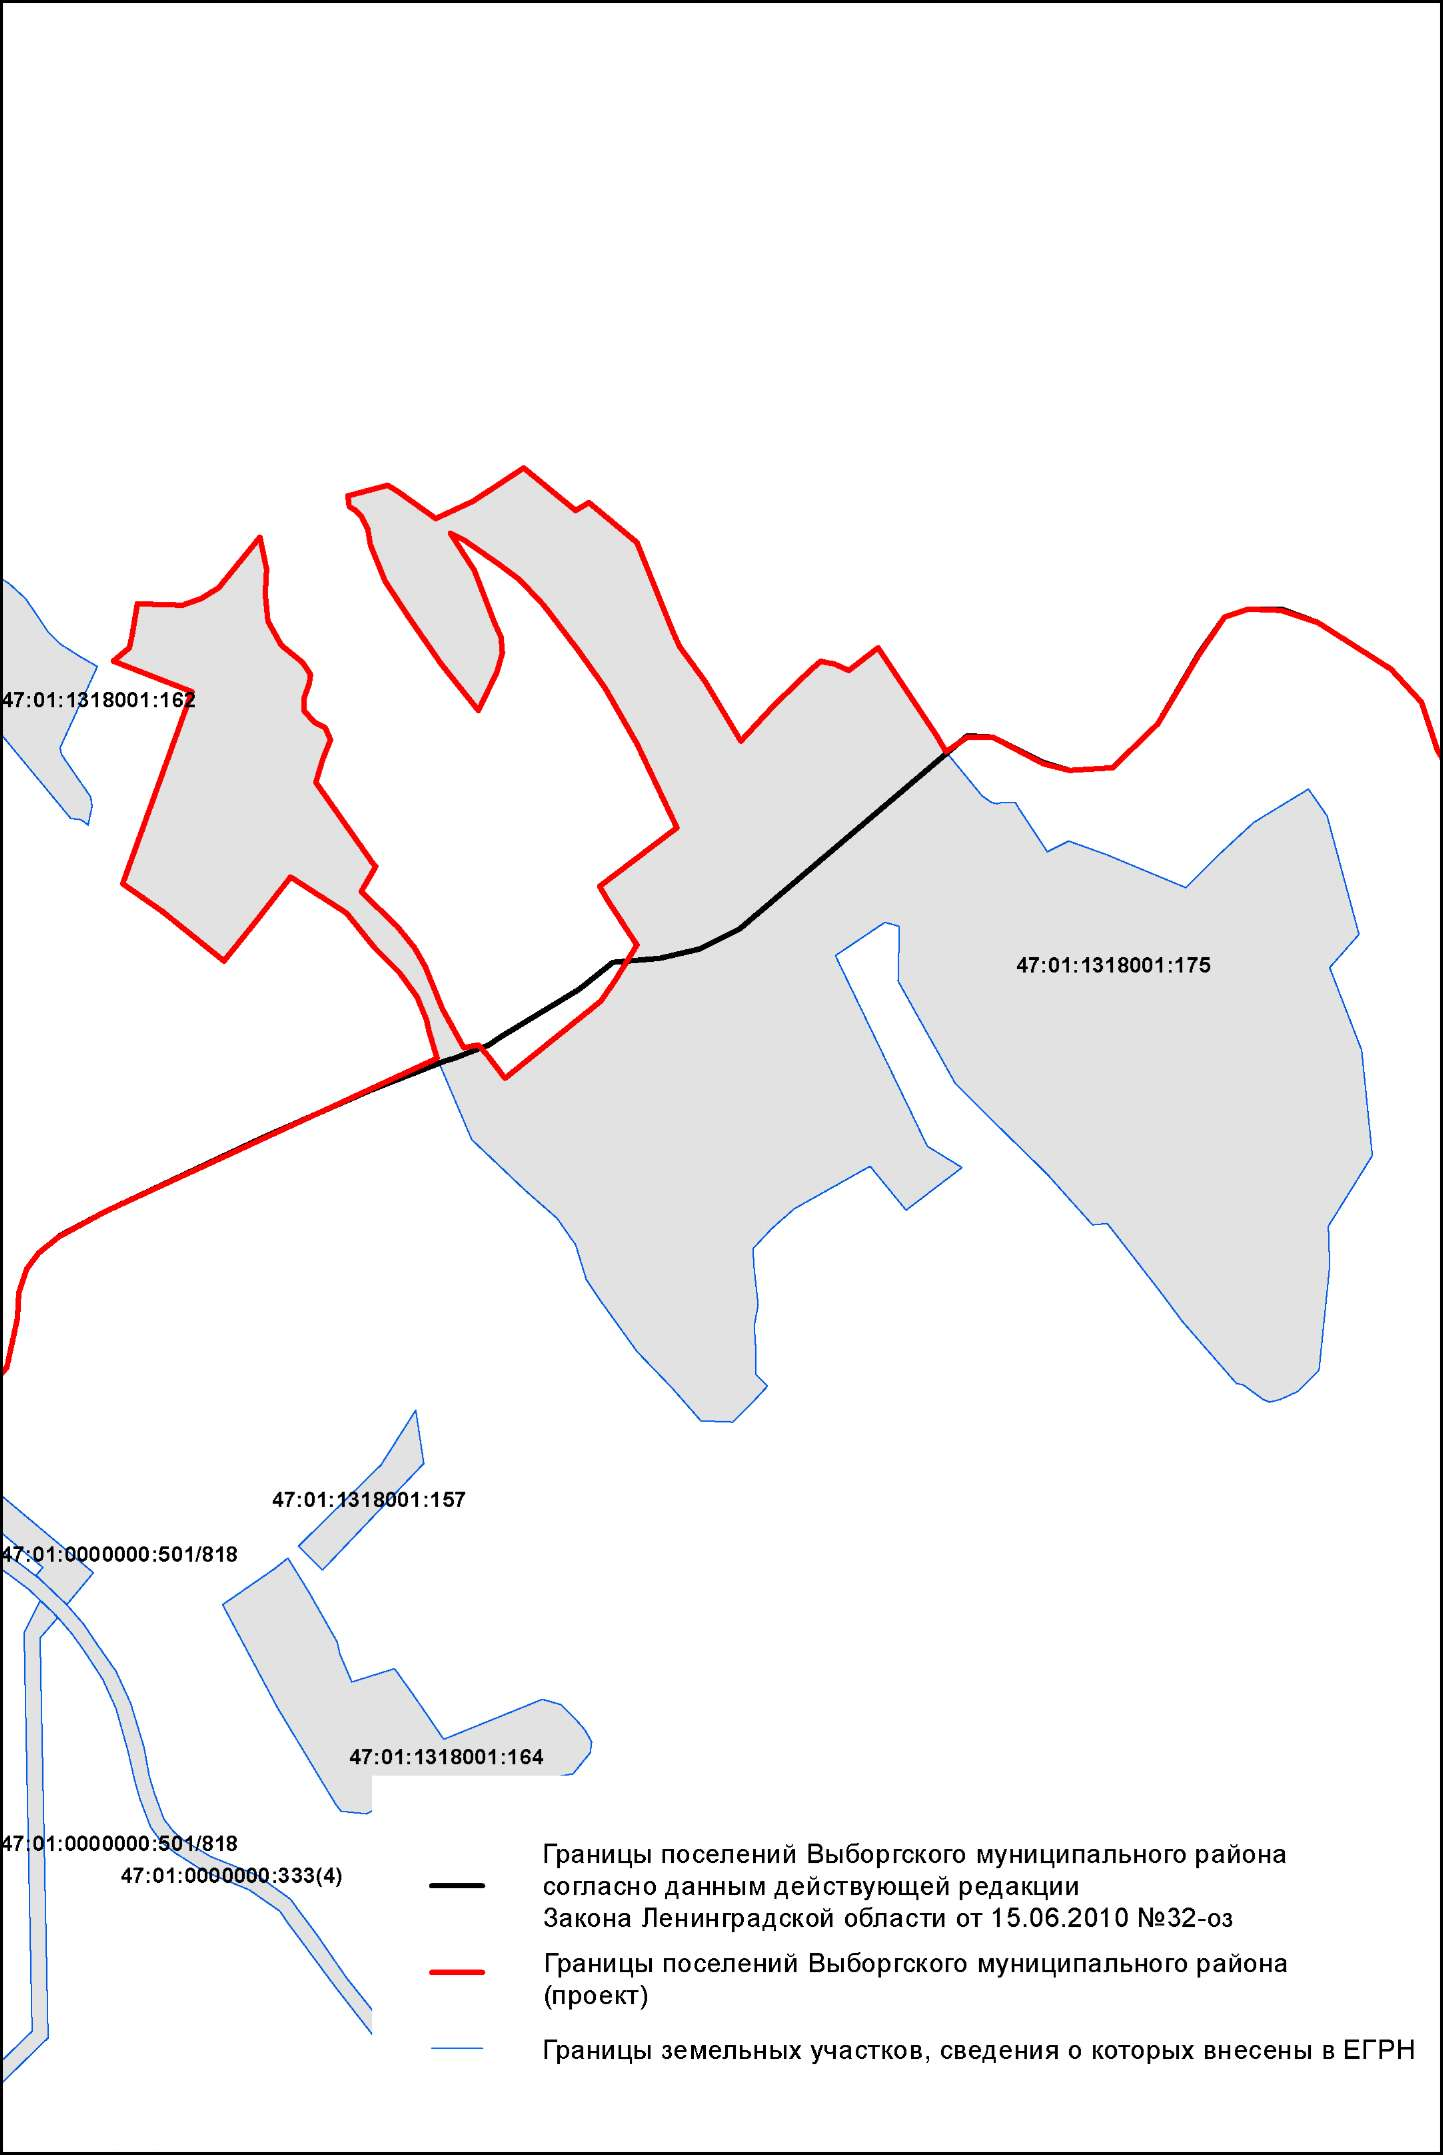 47:01:1318001:162
47:01:1318001:175
47:01:1318001:157
47:01:0000000:501/818
47:01:1318001:164
47:01:0000000:501/818
47:01:0000000:333(4)
Границы поселений Выборгского муниципального района
согласно данным действующей редакции
Закона Ленинградской области от 15.06.2010 №32-оз
Границы поселений Выборгского муниципального района
(проект)
Границы земельных участков, сведения о которых внесены в ЕГРН